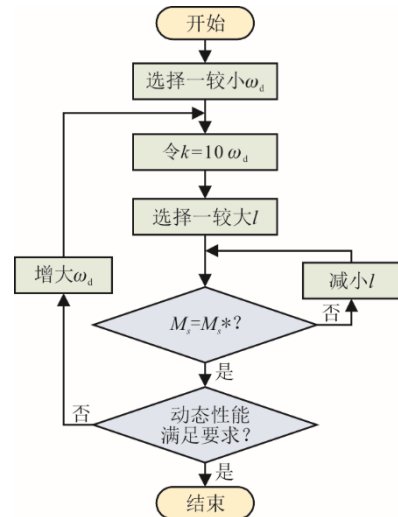 开始
选择一较小ω_d
令k=10 ω_d
选择一较大l
增大ω_d
减小l
M_s=M_s*?
否
是
否
动态性能
满足要求?
是
结束